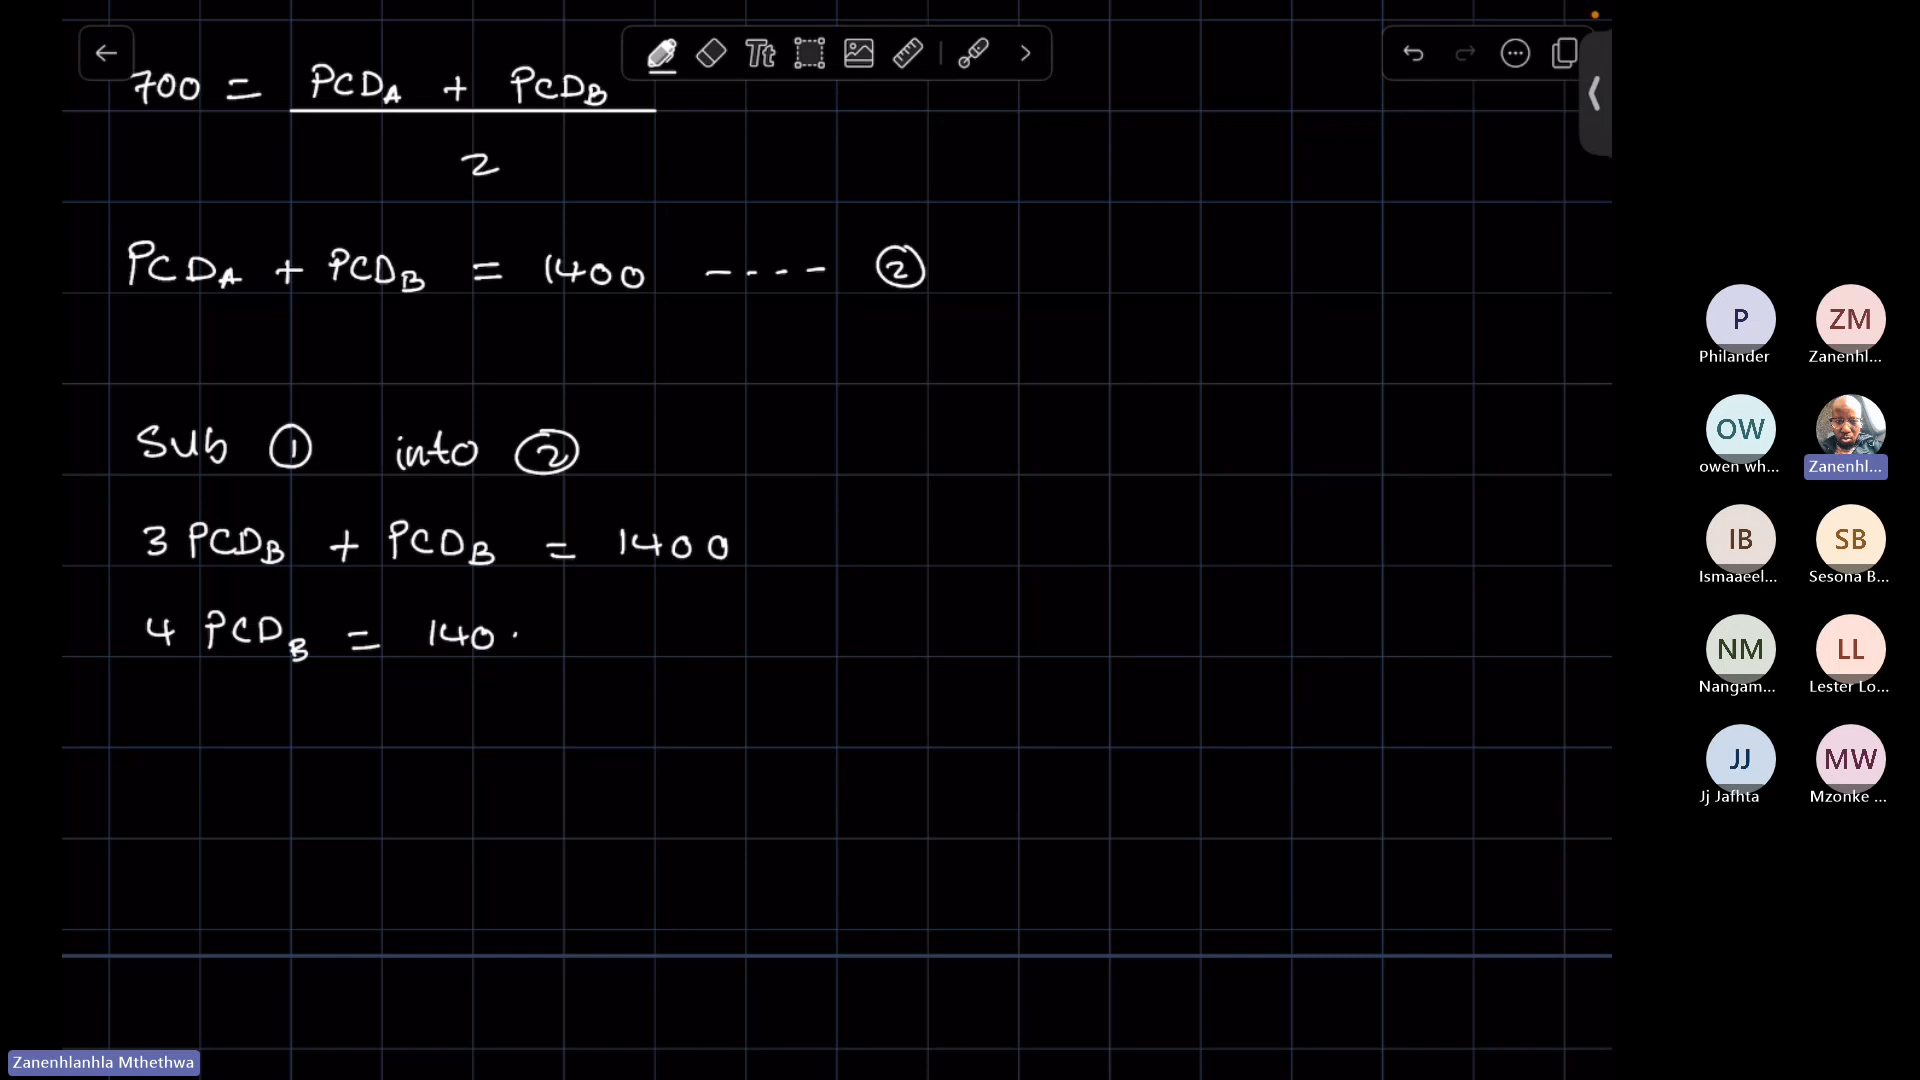 700 = PCDA + PCDB
2
PCDA + PCDB = 1400 ---- ②
Sub ① into ②
3 PCDB + PCDB = 1400
4 PCDB = 140
Tt
P ZM
Philander Zanenhl...
OW
owen wh... Zanenhl...
IB SB
Ismaaeel... Sesona B...
NM LL
Nangam... Lester Lo...
JJ MW
Jj Jafhta Mzonke ...
Zanenhlanhla Mthethwa